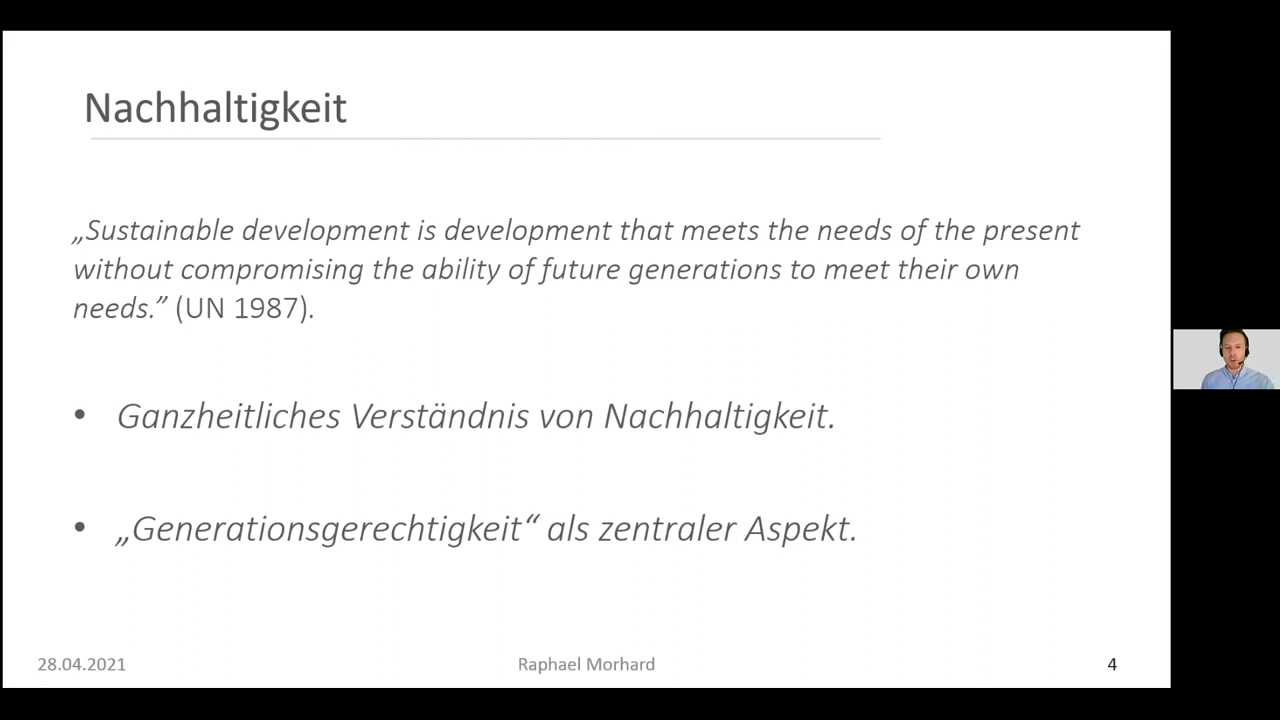 Nachhaltigkeit
„Sustainable development is development that meets the needs of the present
without compromising the ability of future generations to meet their own
needs.” (UN 1987).
• Ganzheitliches Verständnis von Nachhaltigkeit.
• „Generationsgerechtigkeit“ als zentraler Aspekt.
28.04.2021 Raphael Morhard 4